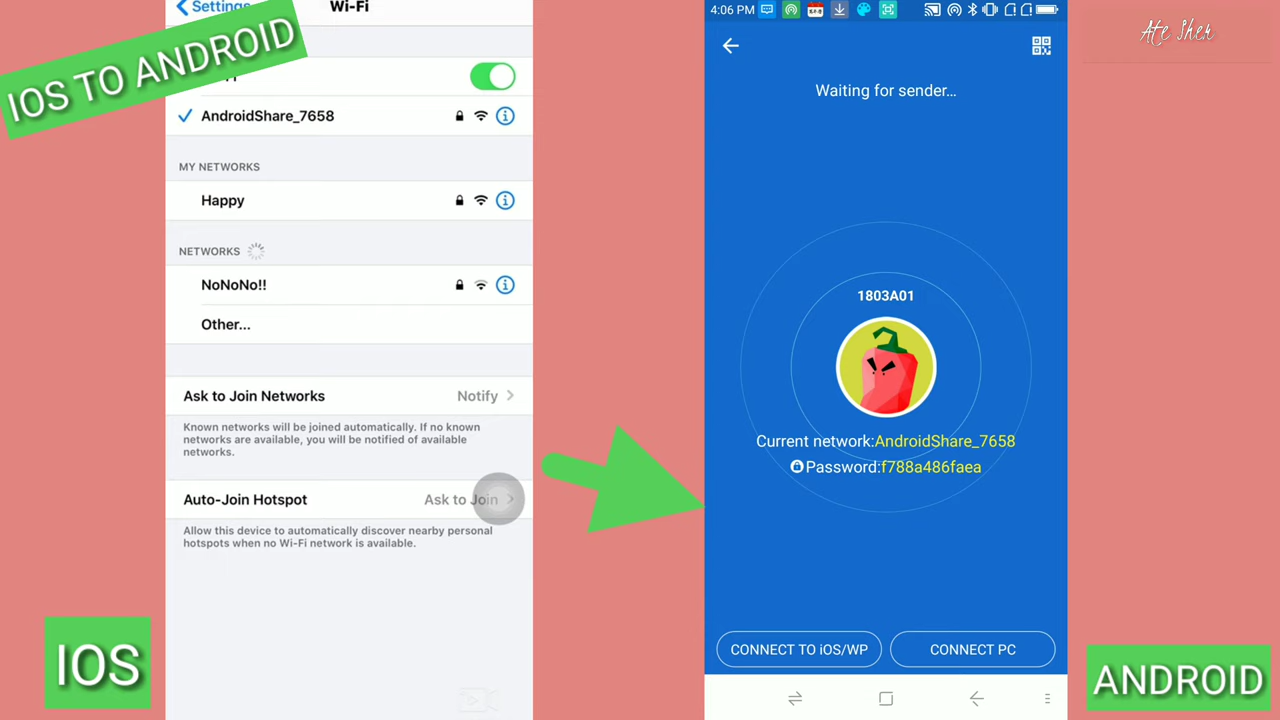 Settings
Wi-Fi
IOS TO ANDROID
AndroidShare_7658
MY NETWORKS
Happy
NETWORKS
NoNoNo!!
Other...
Ask to Join Networks
Notify
Known networks will be joined automatically. If no known
networks are available, you will be notified of available
networks.
Auto-Join Hotspot
Ask to Join
Allow this device to automatically discover nearby personal
hotspots when no Wi-Fi network is available.
IOS
4:06 PM
Waiting for sender...
1803A01
Current network:AndroidShare_7658
Password:f788a486faea
CONNECT TO iOS/WP
CONNECT PC
Ate Sher
ANDROID